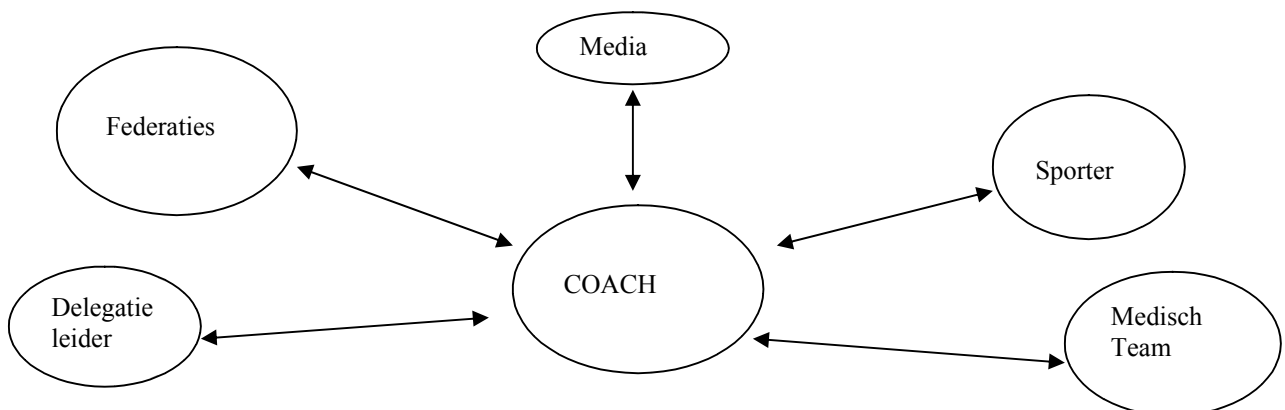 Media
Federaties
Sporter
COACH
Delegatie
leider
Medisch
Team